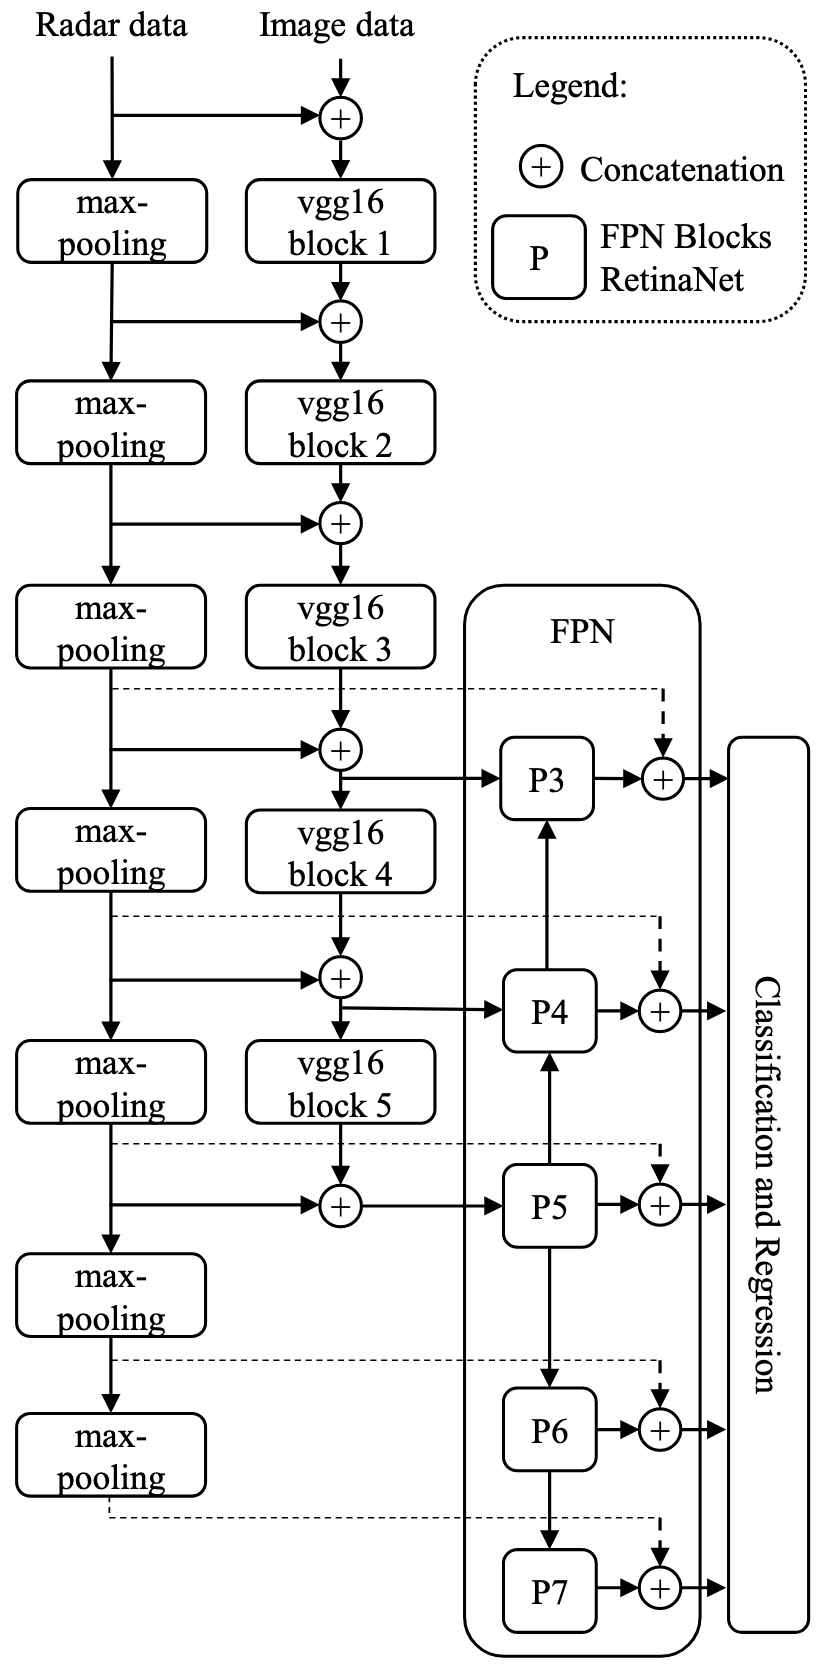 Radar data
Image data
Legend:
+
Concatenation
P
FPN Blocks
RetinaNet
+
max-
pooling
vgg16
block 1
+
max-
pooling
vgg16
block 2
+
max-
pooling
vgg16
block 3
FPN
+
P3
+
max-
pooling
vgg16
block 4
+
P4
+
max-
pooling
vgg16
block 5
+
P5
+
max-
pooling
P6
+
max-
pooling
P7
+
Classification and Regression